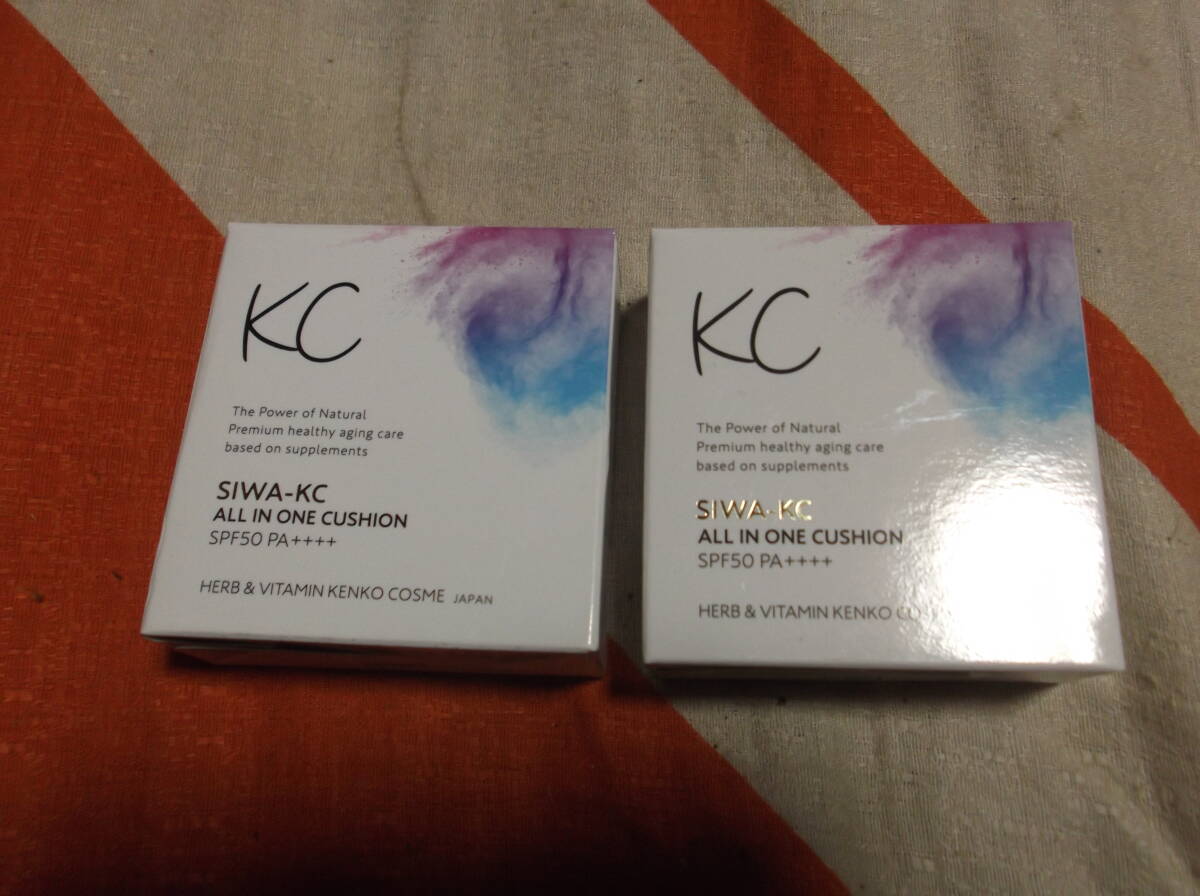 KC
The Power of Natural
Premium healthy aging care
based on supplements
SIWA-KC
ALL IN ONE CUSHION
SPF50 PA++++
HERB & VITAMIN KENKO COSME JAPAN
KC
The Power of Natural
Premium healthy aging care
based on supplements
SIWA-KC
ALL IN ONE CUSHION
SPF50 PA++++
HERB & VITAMIN KENKO